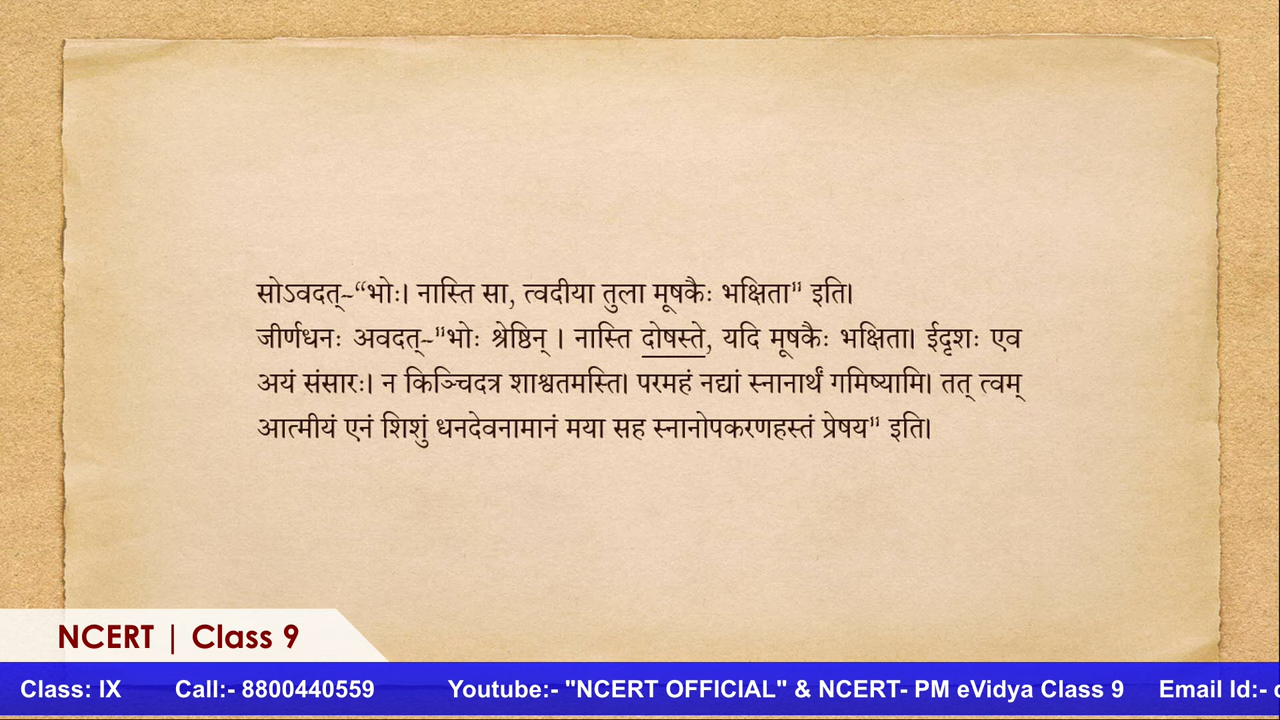 सोऽवदत्~“भोः। नास्ति सा, त्वदीया तुला मूषकैः भक्षिता” इति।
जीर्णधनः अवदत्~”भोः श्रेष्ठिन् । नास्ति दोषस्ते, यदि मूषकैः भक्षिता। ईदृशः एव
अयं संसारः। न किञ्चिदत्र शाश्वतमस्ति। परमहं नद्यां स्नानार्थं गमिष्यामि। तत् त्वम्
आत्मीयं एनं शिशुं धनदेवनामानं मया सह स्नानोपकरणहस्तं प्रेषय” इति।
NCERT | Class 9
Class: IX Call:- 8800440559 Youtube:- "NCERT OFFICIAL" & NCERT- PM eVidya Class 9 Email Id:-